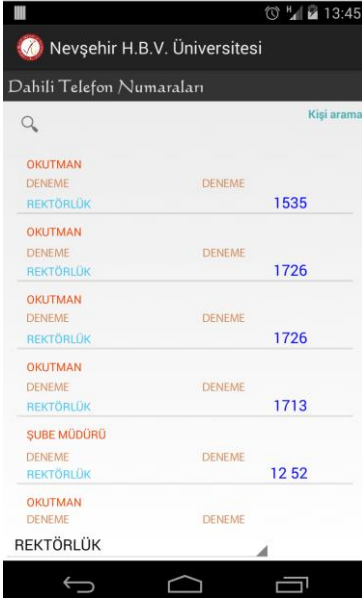 H 13:45
Nevşehir H.B.V. Üniversitesi
Dahili Telefon Numaraları
Kişi arama
OKUTMAN
DENEME DENEME
REKTÖRLÜK 1535
OKUTMAN
DENEME DENEME
REKTÖRLÜK 1726
OKUTMAN
DENEME DENEME
REKTÖRLÜK 1726
OKUTMAN
DENEME DENEME
REKTÖRLÜK 1713
ŞUBE MÜDÜRÜ
DENEME DENEME
REKTÖRLÜK 12 52
OKUTMAN
DENEME DENEME
REKTÖRLÜK